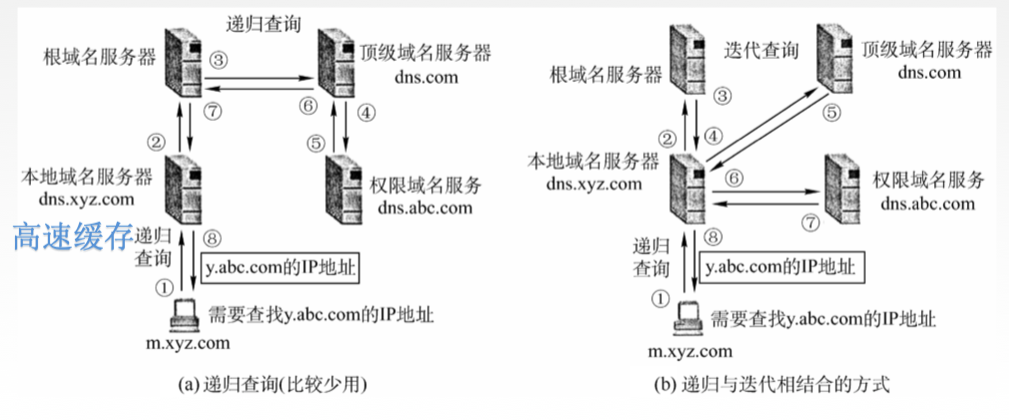 递归查询
根域名服务器
③
顶级域名服务器
dns.com
⑥
④
②
⑦
⑤
本地域名服务器
dns.xyz.com
权限域名服务
dns.abc.com
高速缓存
递归
查询
⑧
①
y.abc.com的IP地址
需要查找y.abc.com的IP地址
m.xyz.com
(a) 递归查询(比较少用)
迭代查询
根域名服务器
顶级域名服务器
dns.com
③
②
④
⑤
本地域名服务器
dns.xyz.com
⑥
权限域名服务
dns.abc.com
⑦
递归
查询
⑧
①
y.abc.com的IP地址
需要查找y.abc.com的IP地址
m.xyz.com
(b) 递归与迭代相结合的方式